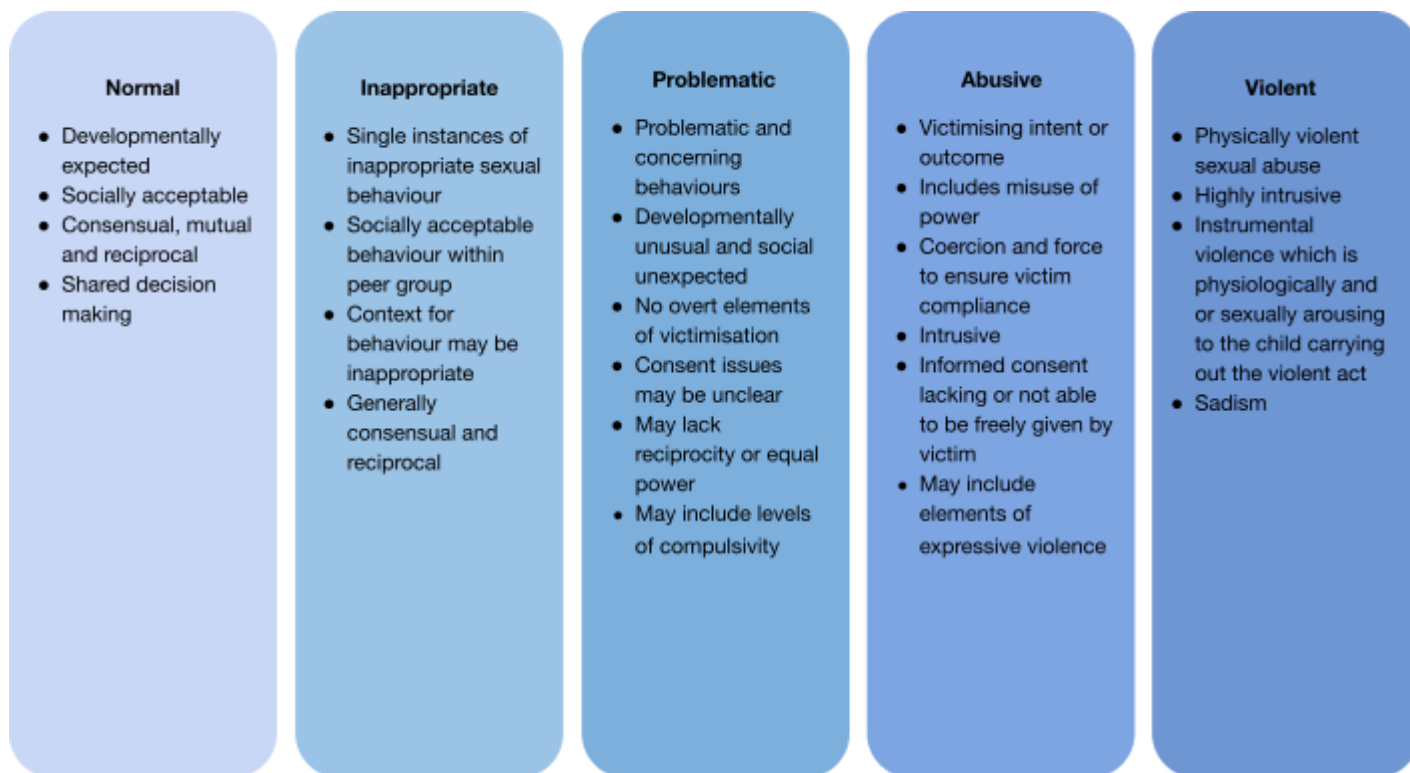 Normal
● Developmentally
expected
● Socially acceptable
● Consensual, mutual
and reciprocal
● Shared decision
making
Inappropriate
● Single instances of
inappropriate sexual
behaviour
● Socially acceptable
behaviour within
peer group
● Context for
behaviour may be
inappropriate
● Generally
consensual and
reciprocal
Problematic
● Problematic and
concerning
behaviours
● Developmentally
unusual and social
unexpected
● No overt elements
of victimisation
● Consent issues
may be unclear
● May lack
reciprocity or equal
power
● May include levels
of compulsivity
Abusive
● Victimising intent or
outcome
● Includes misuse of
power
● Coercion and force
to ensure victim
compliance
● Intrusive
● Informed consent
lacking or not able
to be freely given by
victim
● May include
elements of
expressive violence
Violent
● Physically violent
sexual abuse
● Highly intrusive
● Instrumental
violence which is
physiologically and
or sexually arousing
to the child carrying
out the violent act
● Sadism